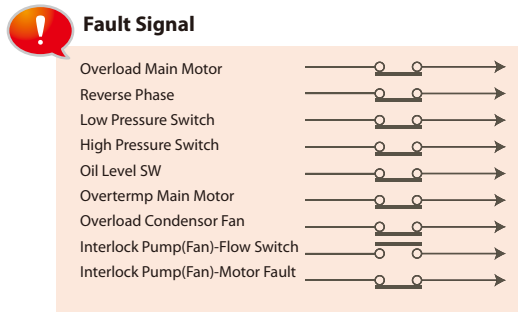 Fault Signal
Overload Main Motor
Reverse Phase
Low Pressure Switch
High Pressure Switch
Oil Level SW
Overtermp Main Motor
Overload Condensor Fan
Interlock Pump(Fan)-Flow Switch
Interlock Pump(Fan)-Motor Fault